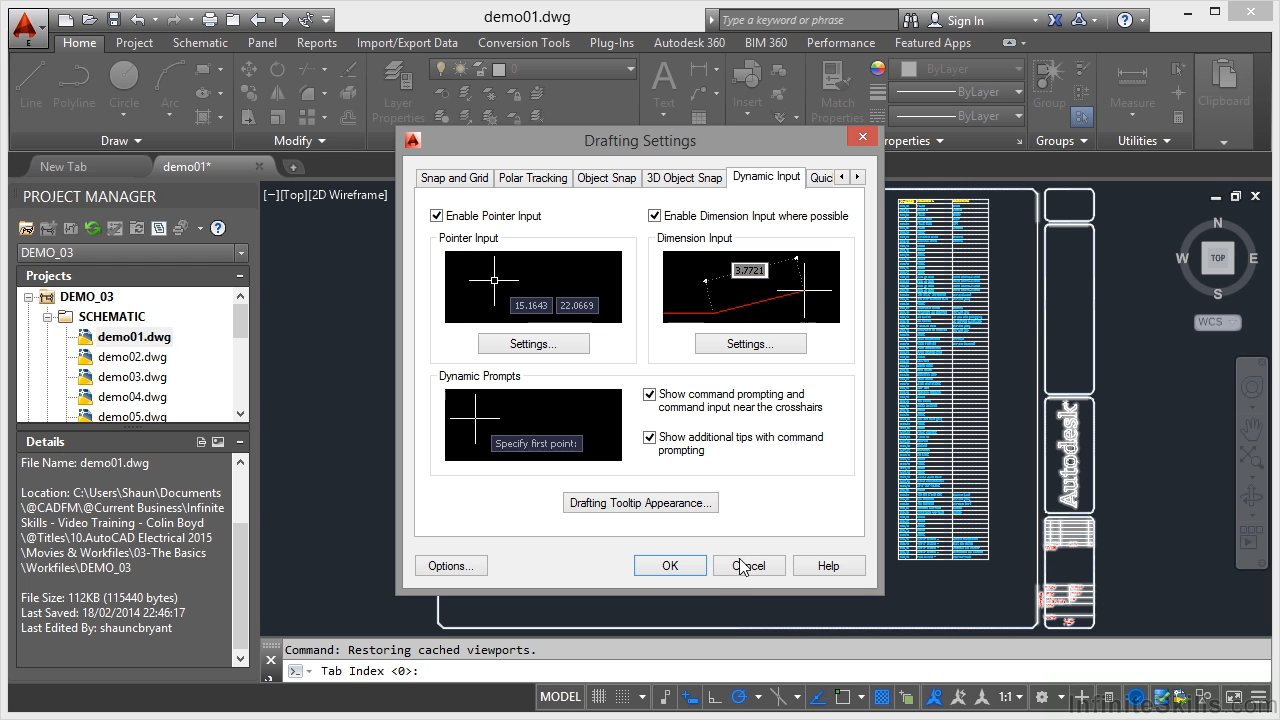 demo01.dwg
Type a keyword or phrase
Sign In
E
Home Project Schematic Panel Reports Import/Export Data Conversion Tools Plug-Ins Autodesk 360 BIM 360 Performance Featured Apps
0
ByLayer
ByLayer
ByLayer
Line Polyline Circle Arc
Layer Properties
Text
Insert
Match Properties
Group
Measure
Clipboard
Draw
Modify
Properties
Groups
Utilities
New Tab
demo01*
PROJECT MANAGER
DEMO_03
Projects
DEMO_03
SCHEMATIC
demo01.dwg
demo02.dwg
demo03.dwg
demo04.dwg
demo05.dwg
Details
File Name: demo01.dwg
Location: C:\Users\Shaun\Documents
\@CADFM\@Current Business\Infinite
Skills - Video Training - Colin Boyd
\@Titles\10.AutoCAD Electrical 2015
\Movies & Workfiles\03-The Basics
\Workfiles\DEMO_03
File Size: 112KB (115440 bytes)
Last Saved: 18/02/2014 22:46:17
Last Edited By: shauncbryant
[−][Top][2D Wireframe]
Drafting Settings
Snap and Grid Polar Tracking Object Snap 3D Object Snap Dynamic Input Quic
Enable Pointer Input
Enable Dimension Input where possible
Pointer Input
15.1643 22.0669
Settings...
Dimension Input
3.7721
Settings...
Dynamic Prompts
Specify first point:
Show command prompting and
command input near the crosshairs
Show additional tips with command
prompting
Drafting Tooltip Appearance...
Options...
OK
Cancel
Help
N
W TOP E
S
WCS
Autodesk
Command: Restoring cached viewports.
Tab Index <0>:
MODEL
1:1
InfiniteSkills.com